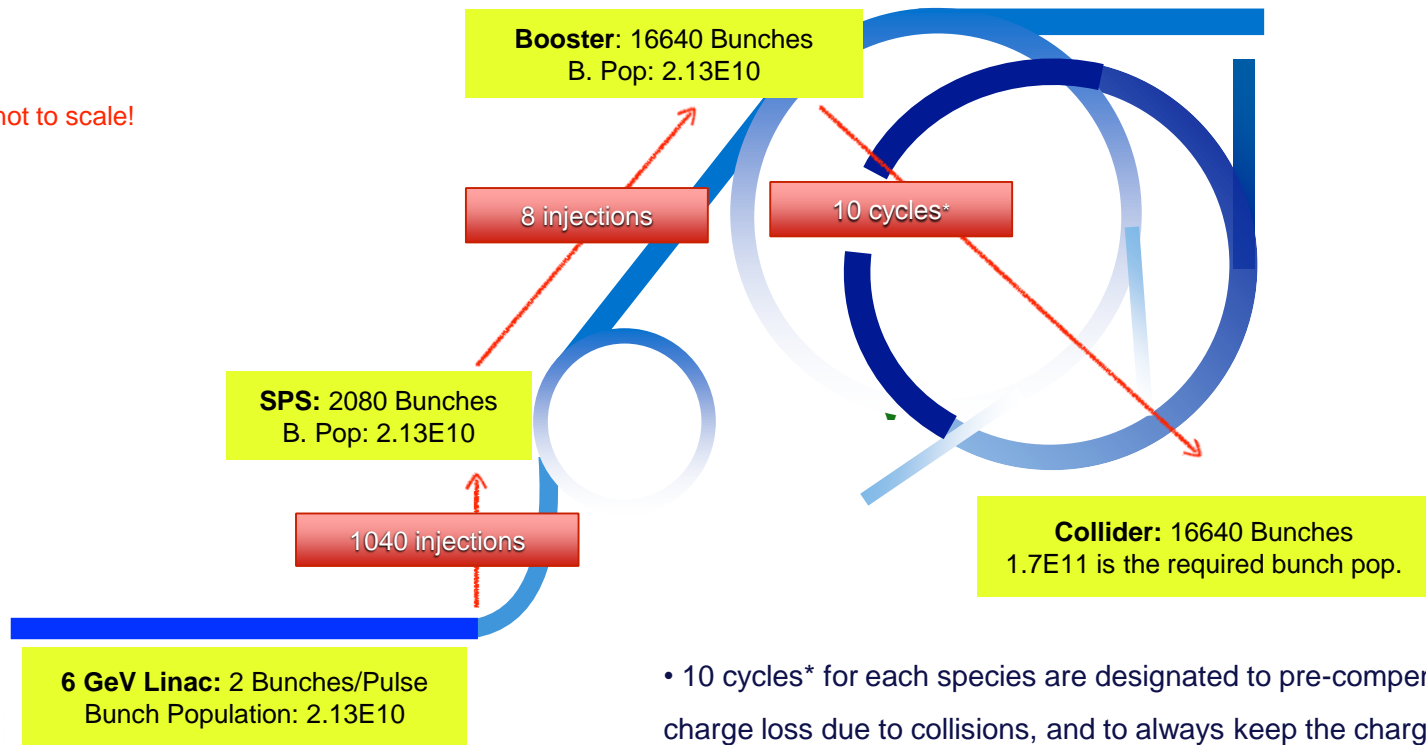 Booster: 16640 Bunches
B. Pop: 2.13E10
not to scale!
8 injections
10 cycles*
SPS: 2080 Bunches
B. Pop: 2.13E10
1040 injections
Collider: 16640 Bunches
1.7E11 is the required bunch pop.
6 GeV Linac: 2 Bunches/Pulse
Bunch Population: 2.13E10
• 10 cycles* for each species are designated to
charge loss due to collisions, and to always keep the